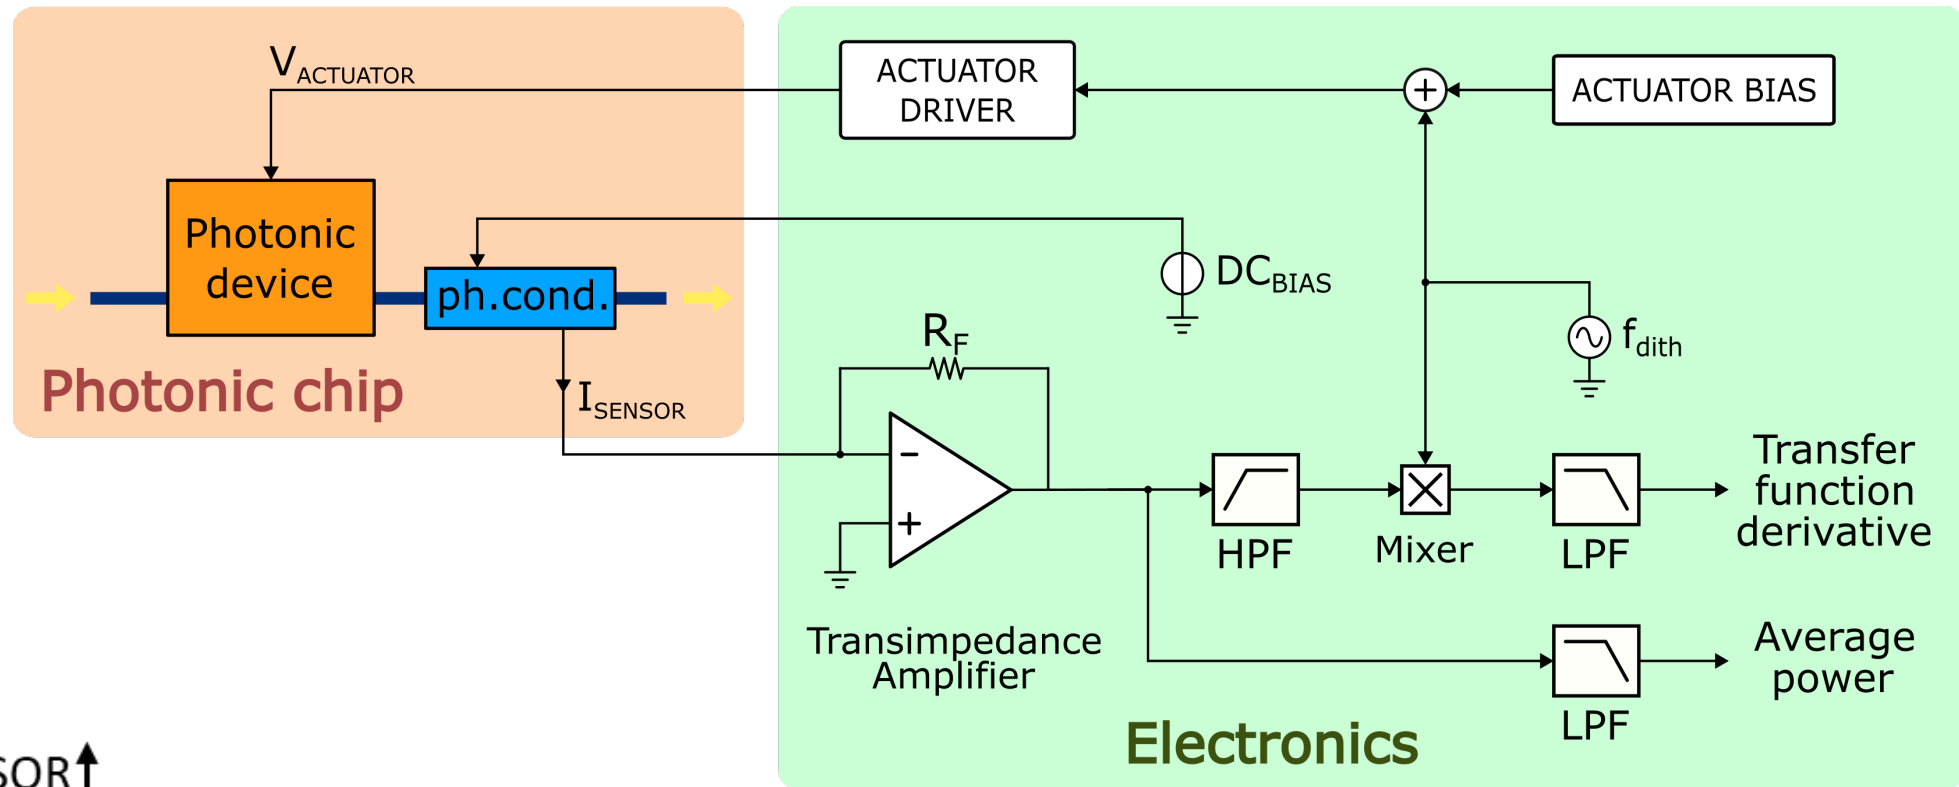 V_ACTUATOR
ACTUATOR
DRIVER
+
ACTUATOR BIAS
Photonic
device
ph.cond.
DC_BIAS
R_F
f_dith
Photonic chip
I_SENSOR
−
+
HPF
Mixer
LPF
Transfer
function
derivative
Transimpedance
Amplifier
Average
power
LPF
Electronics
SOR